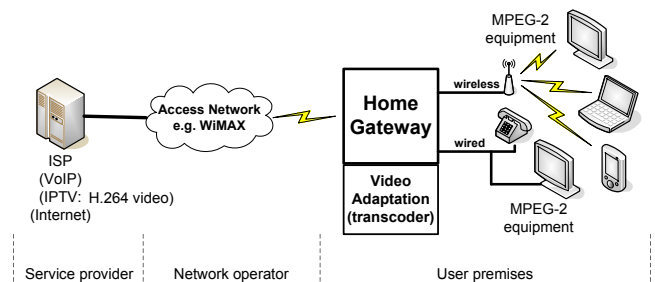 MPEG-2
equipment
wireless
Access Network
e.g. WiMAX
Home
Gateway
wired
ISP
(VoIP)
(IPTV: H.264 video)
(Internet)
Video
Adaptation
(transcoder)
MPEG-2
equipment
Service provider
Network operator
User premises